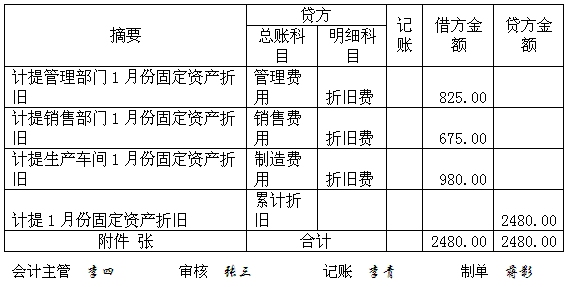 摘要 贷方 记账 借方金额 贷方金额
总账科目 明细科目
计提管理部门1月份固定资产折旧 管理费用 折旧费 825.00
计提销售部门1月份固定资产折旧 销售费用 折旧费 675.00
计提生产车间1月份固定资产折旧 制造费用 折旧费 980.00
计提1月份固定资产折旧 累计折旧 2480.00
附件 张 合计 2480.00 2480.00
会计主管 李四 审核 张三 记账 李青 制单 蒋影